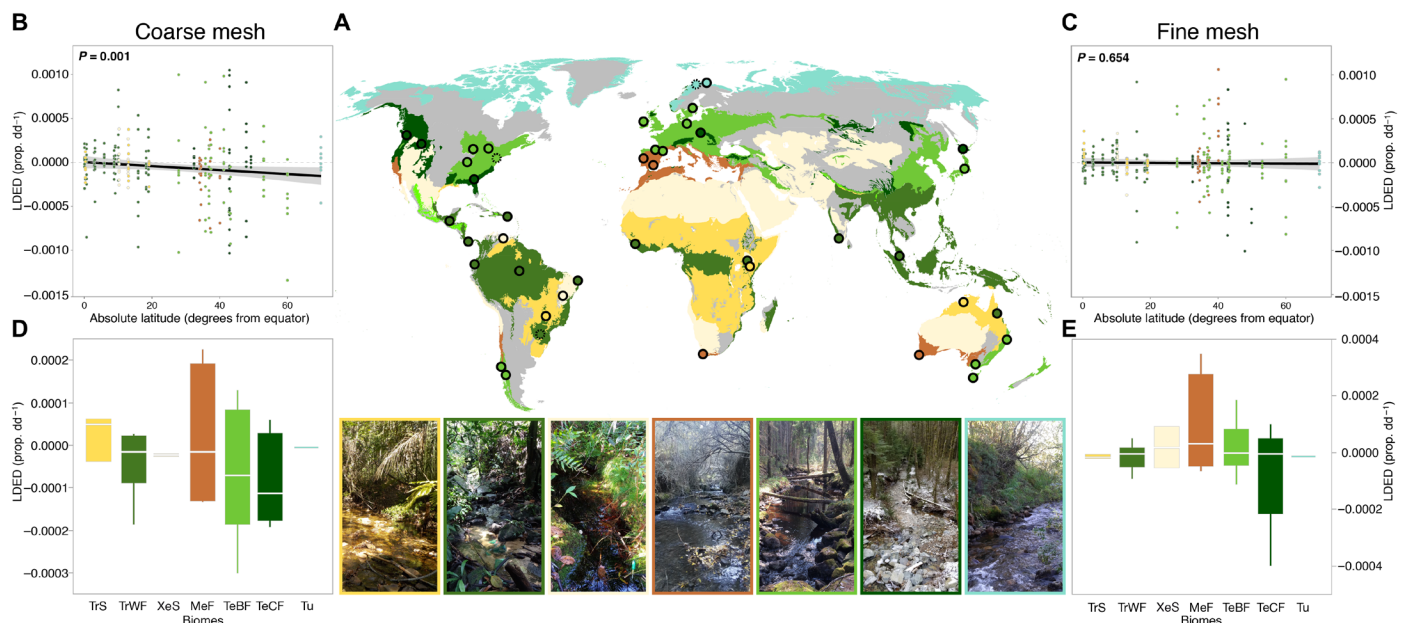 B
Coarse mesh
A
C
Fine mesh
P = 0.001
0.0010
0.0005
0.0000
−0.0005
−0.0010
−0.0015
LDED (prop. dd⁻¹)
0 20 40 60
Absolute latitude (degrees from equator)
P = 0.654
0.0010
0.0005
0.0000
−0.0005
−0.0010
−0.0015
LDED (prop. dd⁻¹)
0 20 40 60
Absolute latitude (degrees from equator)
D
0.0002
0.0001
0.0000
−0.0001
−0.0002
−0.0003
LDED (prop. dd⁻¹)
TrS TrWF XeS MeF TeBF TeCF Tu
Biomes
E
0.0004
0.0002
0.0000
−0.0002
−0.0004
LDED (prop. dd⁻¹)
TrS TrWF XeS MeF TeBF TeCF Tu
Biomes